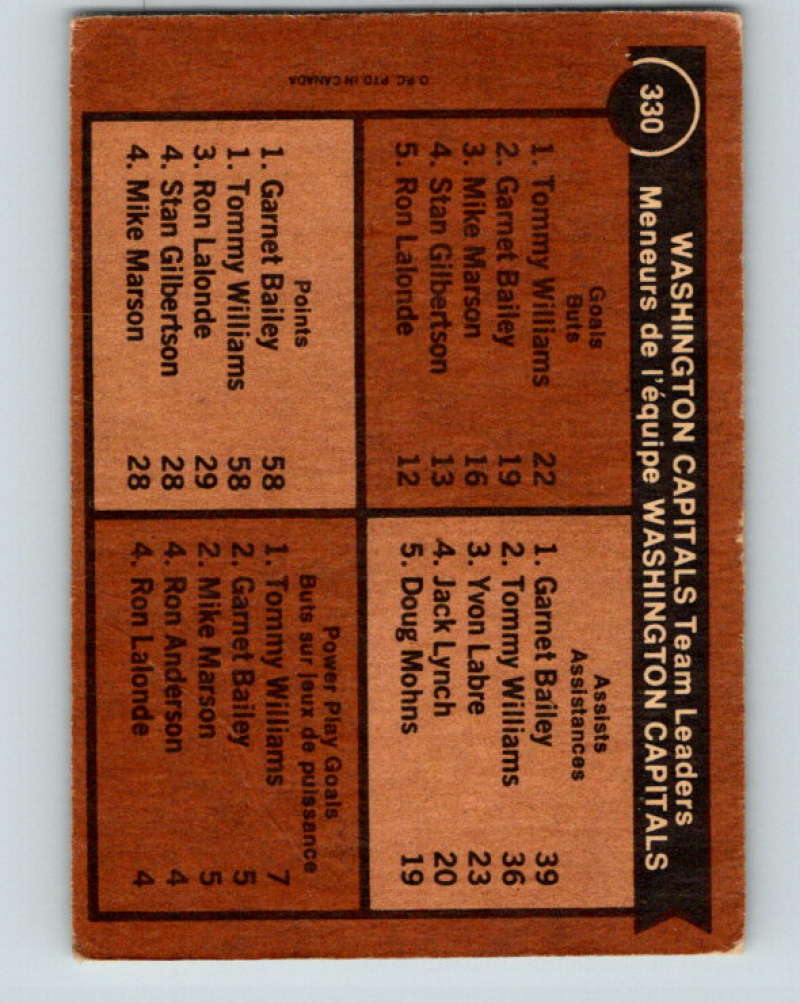 330
WASHINGTON CAPITALS Team Leaders
Meneurs de l'équipe WASHINGTON CAPITALS
Goals
Buts
1. Tommy Williams 22
2. Garnet Bailey 19
3. Mike Marson 16
4. Stan Gilbertson 13
5. Ron Lalonde 12
Assists
Assistances
1. Garnet Bailey 39
2. Tommy Williams 36
3. Yvon Labre 23
4. Jack Lynch 20
5. Doug Mohns 19
Points
1. Garnet Bailey 58
1. Tommy Williams 58
3. Ron Lalonde 29
4. Stan Gilbertson 28
4. Mike Marson 28
Power Play Goals
Buts sur jeux de puissance
1. Tommy Williams 7
2. Garnet Bailey 5
2. Mike Marson 5
4. Ron Anderson 4
4. Ron Lalonde 4
O.P.C. PTD. IN CANADA